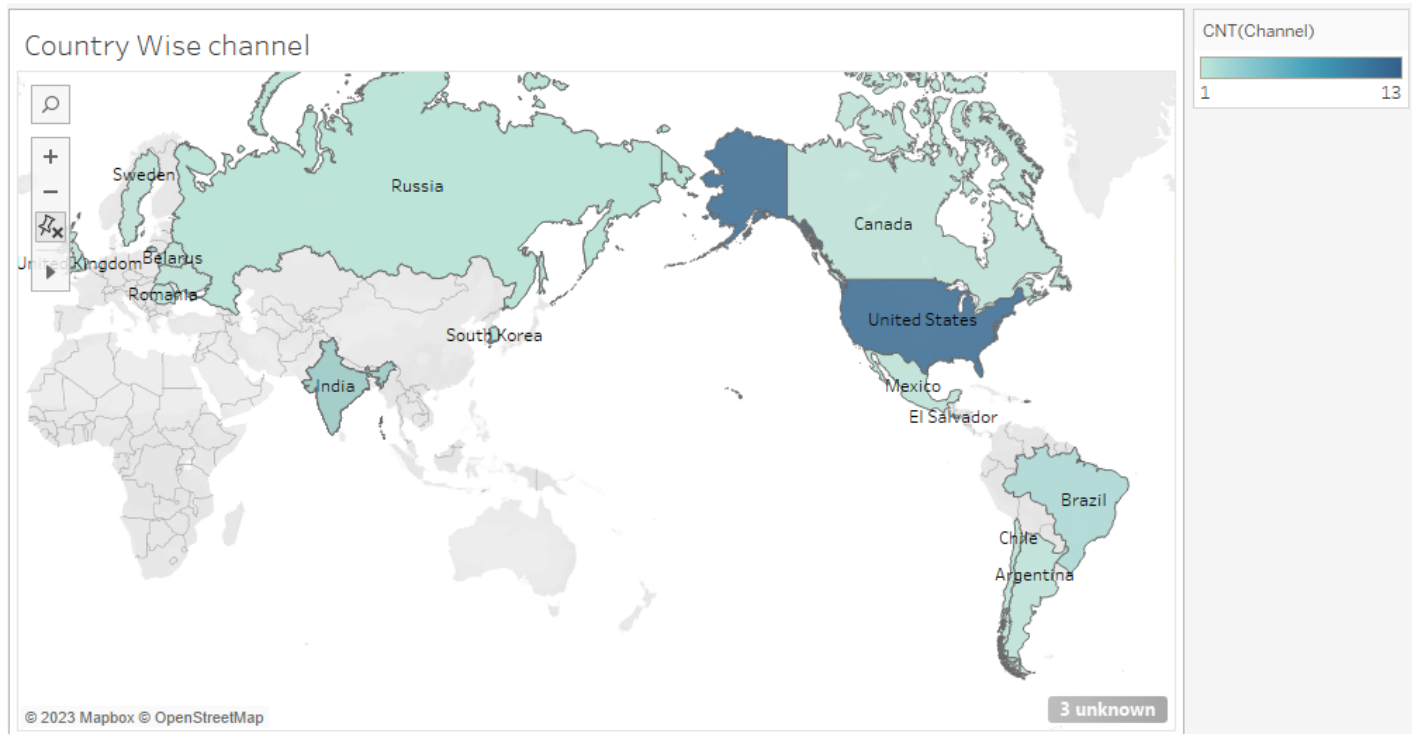 Country Wise channel
CNT(Channel)
1
13
Sweden
Russia
Canada
United Kingdom
Belarus
Romania
United States
South Korea
India
Mexico
El Salvador
Brazil
Chile
Argentina
3 unknown
© 2023 Mapbox © OpenStreetMap